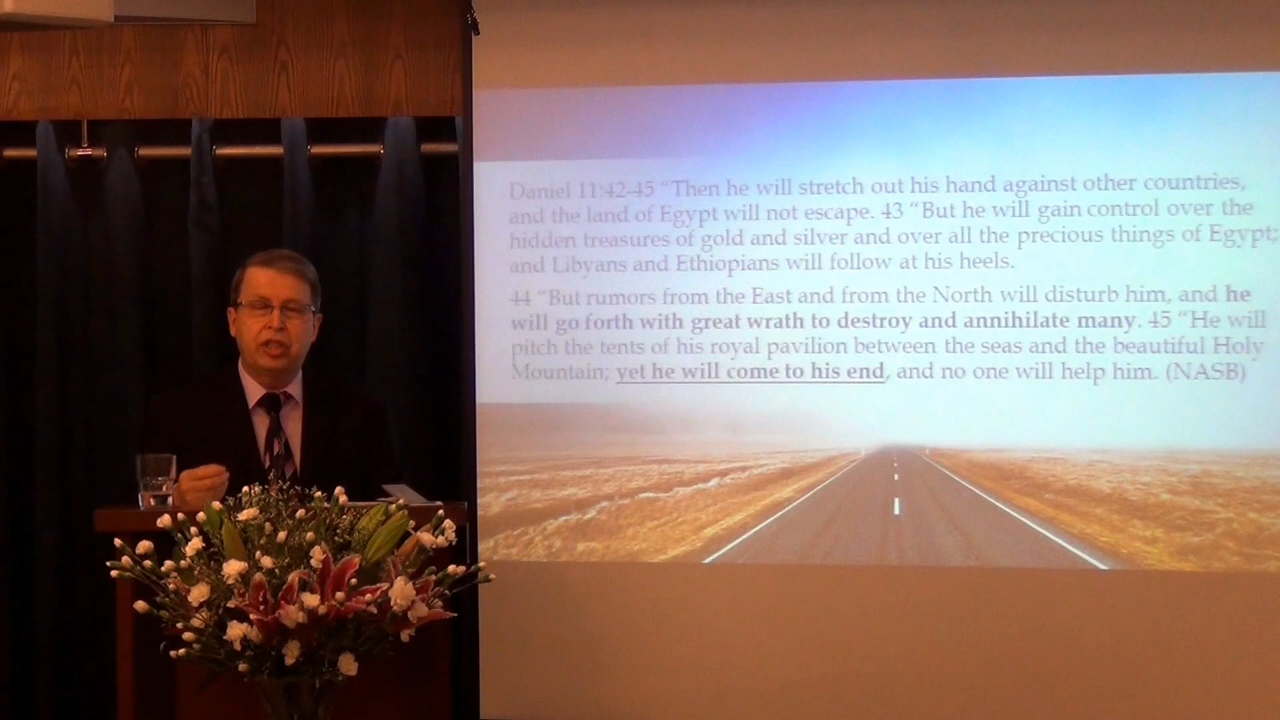 Daniel 11:42-45 “Then he will stretch out his hand against other countries,
and the land of Egypt will not escape. 43 “But he will gain control over the
hidden treasures of gold and silver and over all the precious things of Egypt;
and Libyans and Ethiopians will follow at his heels.
44 “But rumors from the East and from the North will disturb him, and he
will go forth with great wrath to destroy and annihilate many. 45 “He will
pitch the tents of his royal pavilion between the seas and the beautiful Holy
Mountain; yet he will come to his end, and no one will help him. (NASB)